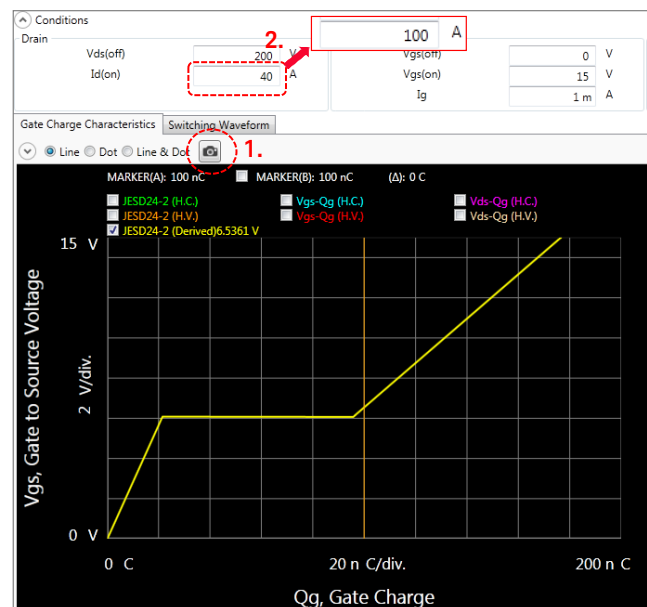 Conditions
Drain
2.
100 A
Vds(off) 200 V
Vgs(off) 0 V
Id(on) 40 A
Vgs(on) 15 V
Ig 1 m A
Gate Charge Characteristics Switching Waveform
Line Dot Line & Dot
1.
MARKER(A): 100 nC MARKER(B): 100 nC (Δ): 0 C
JESD24-2 (H.C.) Vgs-Qg (H.C.) Vds-Qg (H.C.)
JESD24-2 (H.V.) Vgs-Qg (H.V.) Vds-Qg (H.V.)
JESD24-2 (Derived)6.5361 V
15 V
Vgs, Gate to Source Voltage
2 V/div.
0 V
0 C 20 n C/div. 200 n C
Qg, Gate Charge